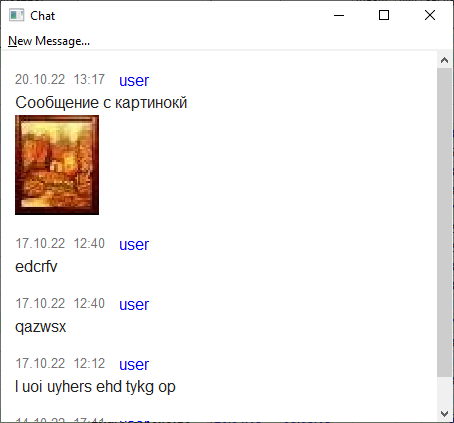 Chat
New Message...
20.10.22 13:17 user
Сообщение с картинокй
17.10.22 12:40 user
edcrfv
17.10.22 12:40 user
qazwsx
17.10.22 12:12 user
l uoi uyhers ehd tykg op